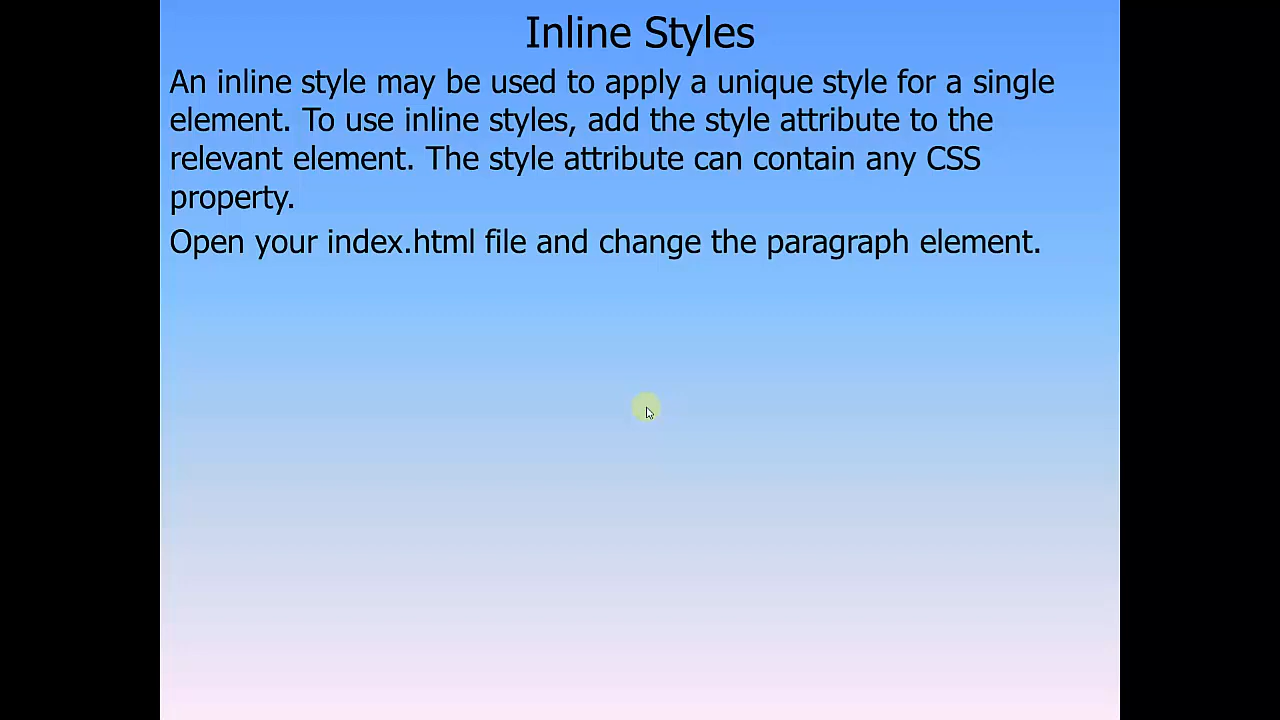 Inline Styles
An inline style may be used to apply a unique style for a single
element. To use inline styles, add the style attribute to the
relevant element. The style attribute can contain any CSS
property.
Open your index.html file and change the paragraph element.